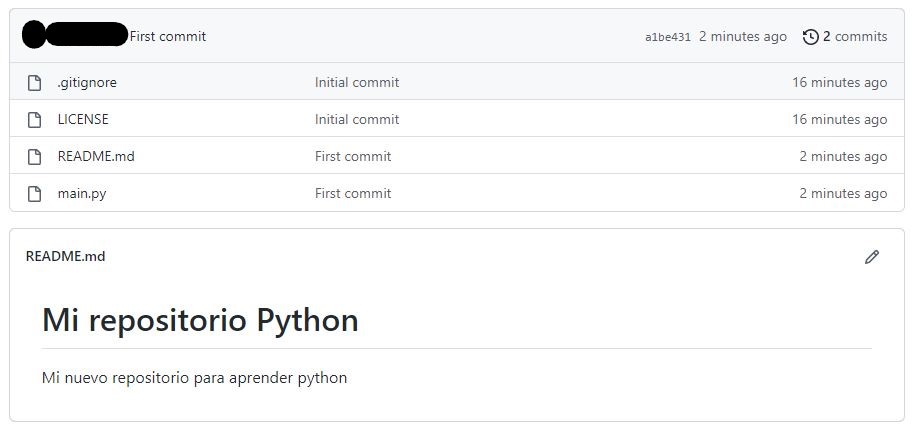 First commit a1be431 2 minutes ago 2 commits
.gitignore Initial commit 16 minutes ago
LICENSE Initial commit 16 minutes ago
README.md First commit 2 minutes ago
main.py First commit 2 minutes ago
README.md
Mi repositorio Python
Mi nuevo repositorio para aprender python